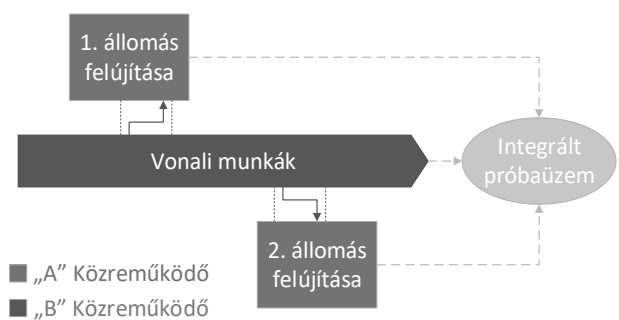 1. állomás
felújítása
Vonali munkák
Integrált
próbaüzem
2. állomás
felújítása
„A” Közreműködő
„B” Közreműködő